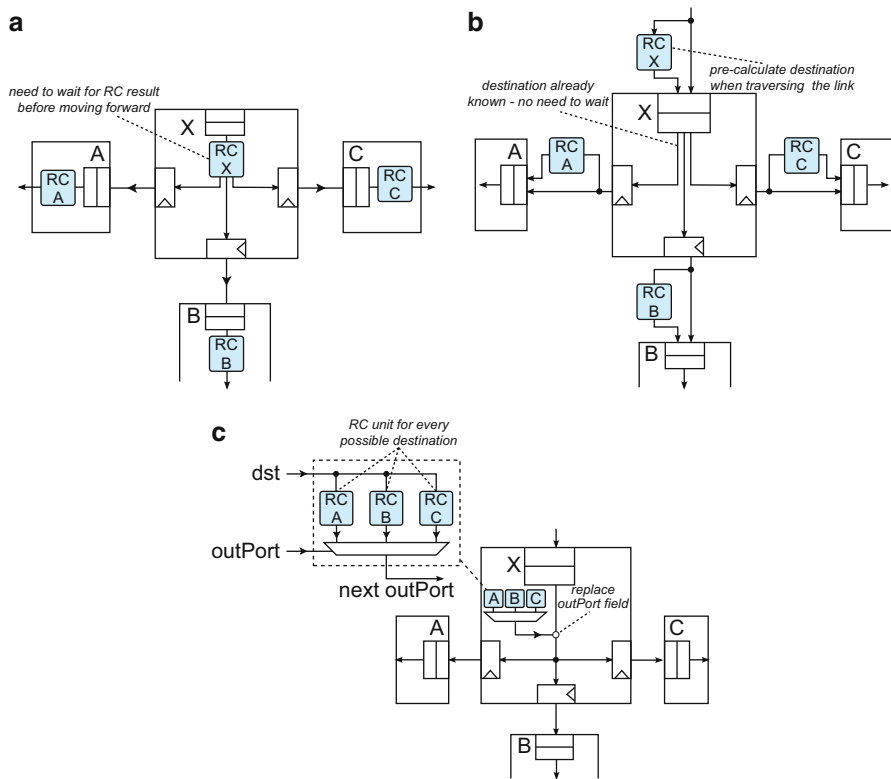 a
need to wait for RC result
before moving forward
X
RC
X
A
RC
A
C
RC
C
B
RC
B
b
RC
X
destination already
known - no need to wait
pre-calculate destination
when traversing the link
X
A
RC
A
RC
C
C
RC
B
B
c
RC unit for every
possible destination
dst
RC
A
RC
B
RC
C
outPort
next outPort
X
A B C
replace
outPort field
A
C
B